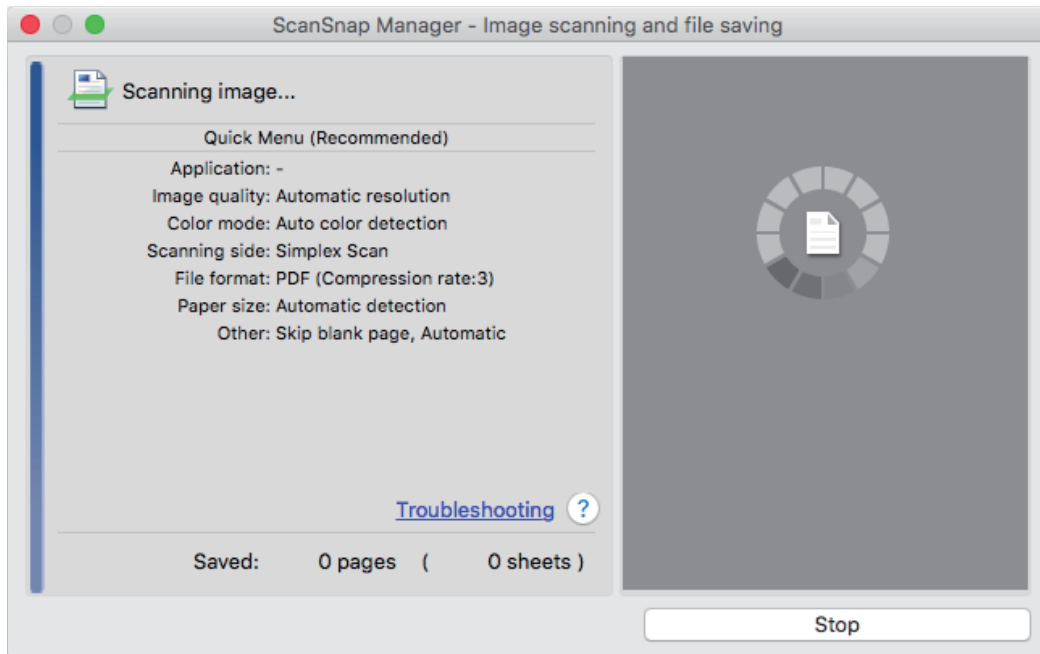 ScanSnap Manager - Image scanning and file saving
Scanning image...
Quick Menu (Recommended)
Application: -
Image quality: Automatic resolution
Color mode: Auto color detection
Scanning side: Simplex Scan
File format: PDF (Compression rate:3)
Paper size: Automatic detection
Other: Skip blank page, Automatic
Troubleshooting ?
Saved: 0 pages ( 0 sheets )
Stop